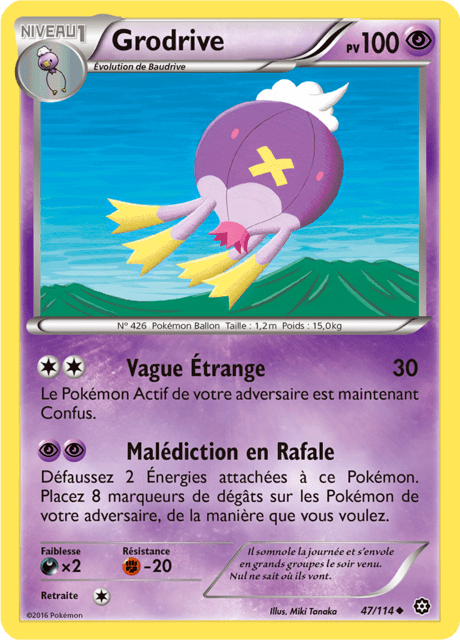 NIVEAU 1
Grodrive
PV 100
Évolution de Baudrive
N° 426 Pokémon Ballon Taille : 1,2m Poids : 15,0kg
Vague Étrange 30
Le Pokémon Actif de votre adversaire est maintenant
Confus.
Malédiction en Rafale
Défaussez 2 Énergies attachées à ce Pokémon.
Placez 8 marqueurs de dégâts sur les Pokémon de
votre adversaire, de la manière que vous voulez.
Faiblesse
×2
Résistance
-20
Retraite
Il somnole la journée et s'envole
en grands groupes le soir venu.
Nul ne sait où ils vont.
©2016 Pokémon
Illus. Miki Tanaka
47/114